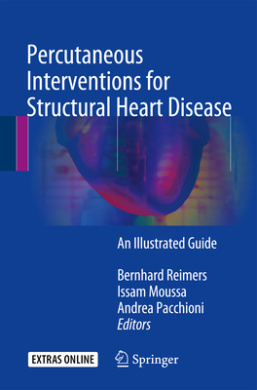 Percutaneous
Interventions for
Structural Heart Disease
An Illustrated Guide
Bernhard Reimers
Issam Moussa
Andrea Pacchioni
Editors
EXTRAS ONLINE
Springer